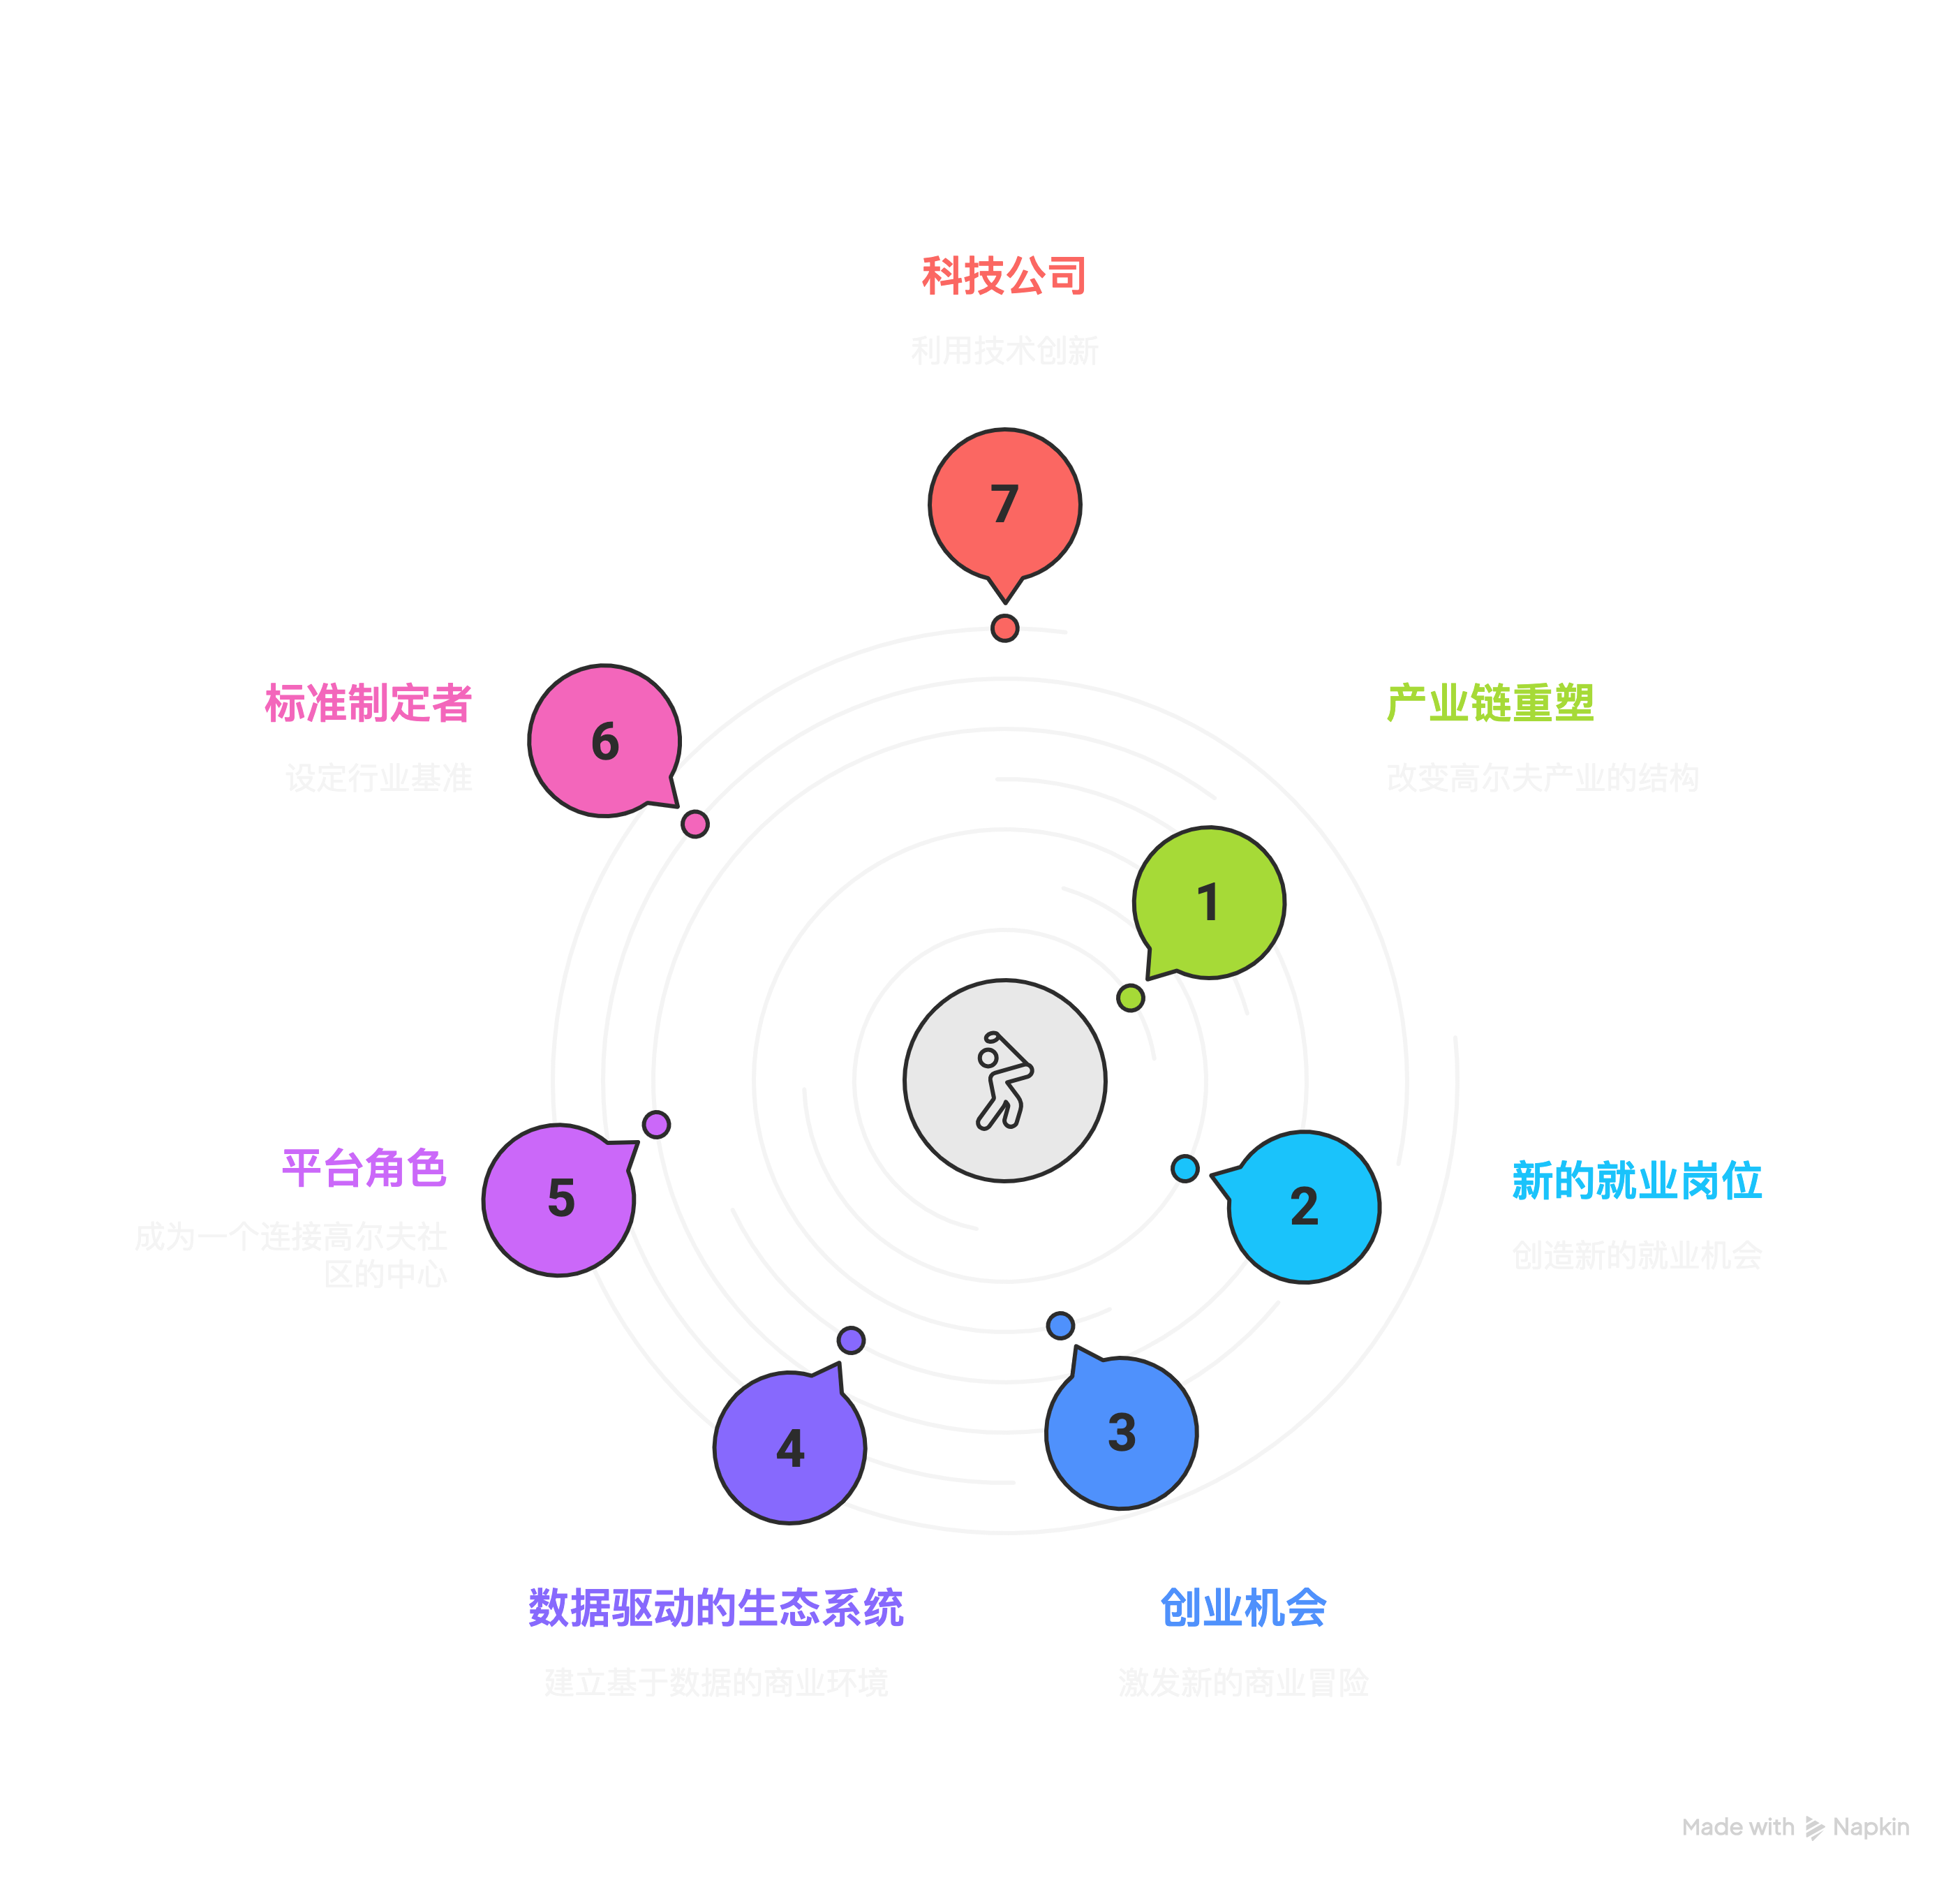 科技公司
利用技术创新
7
标准制定者
设定行业基准
6
产业链重塑
改变高尔夫产业的结构
1
平台角色
成为一个连接高尔夫社
区的中心
5
新的就业岗位
创造新的就业机会
2
3
4
数据驱动的生态系统
建立基于数据的商业环境
创业机会
激发新的商业冒险
Made with Napkin